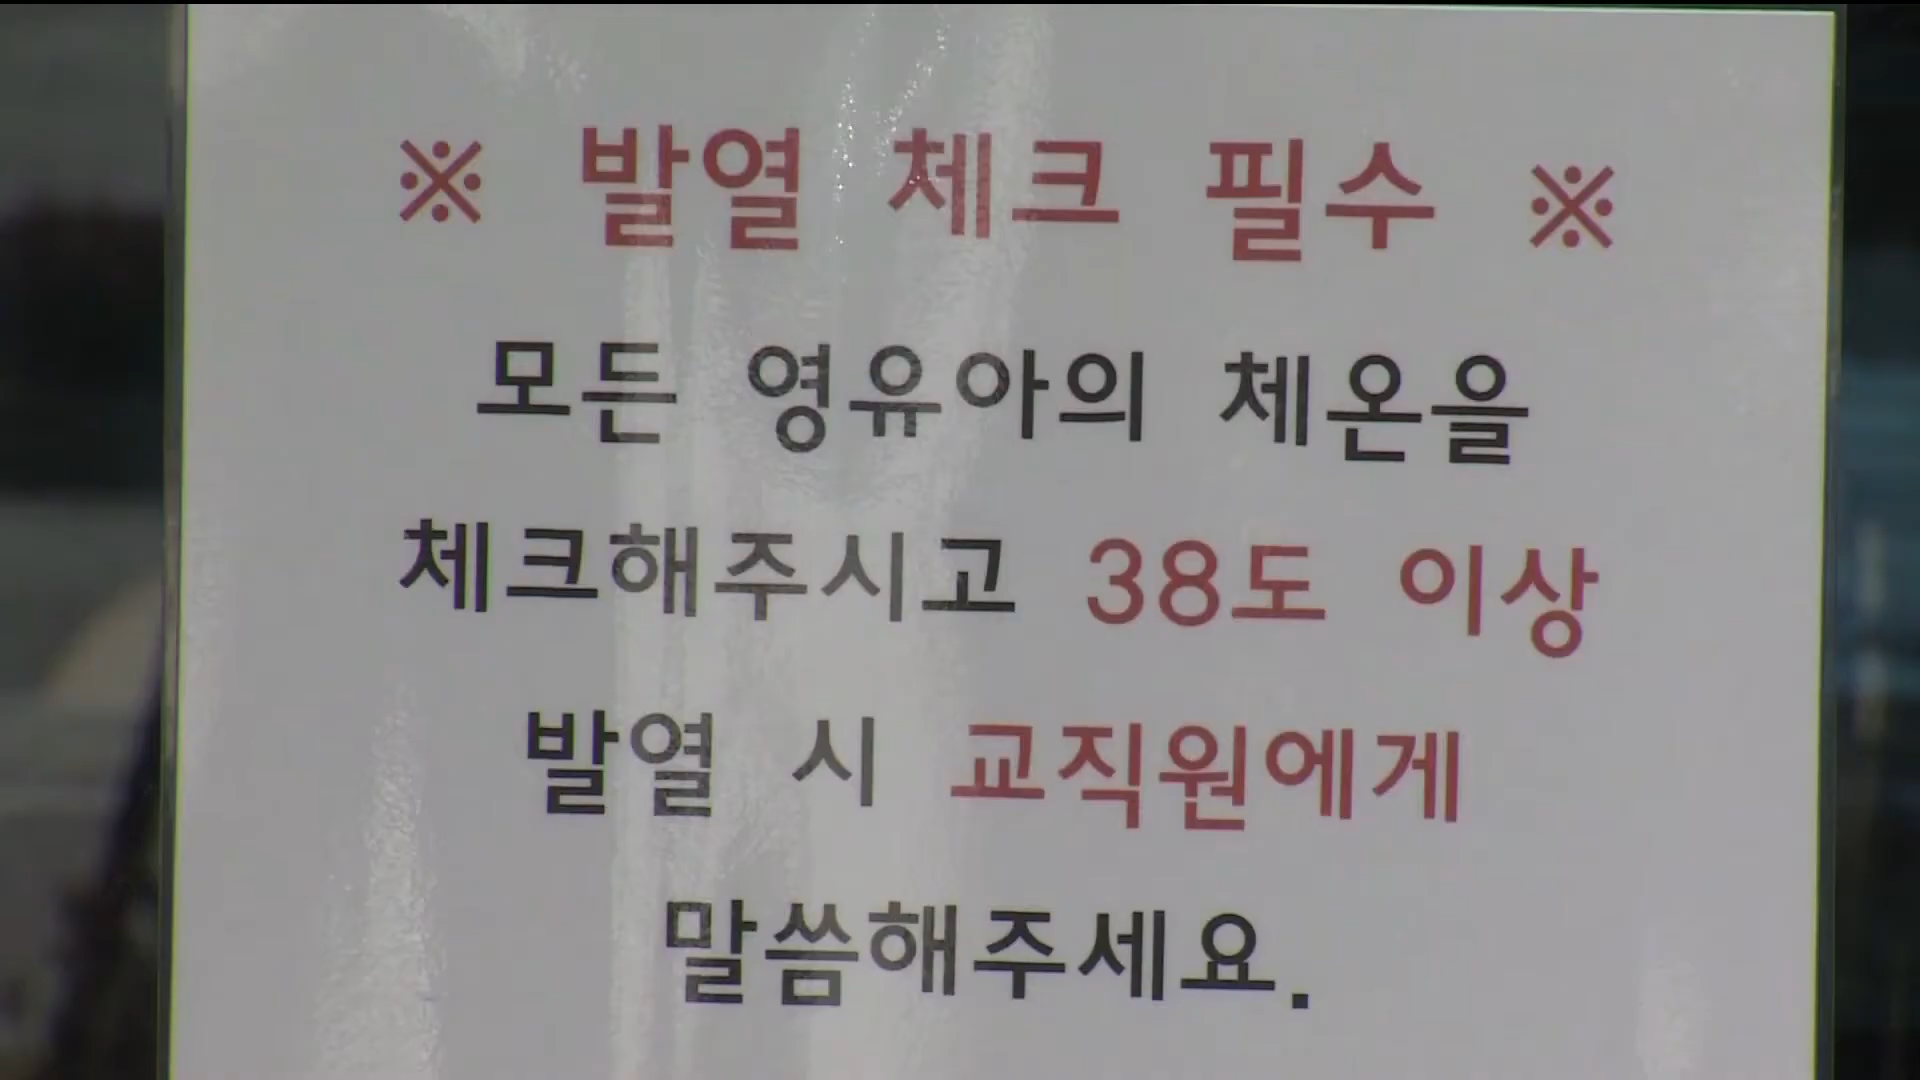 ※ 발열 체크 필수 ※
모든 영유아의 체온을
체크해주시고 38도 이상
발열 시 교직원에게
말씀해주세요.